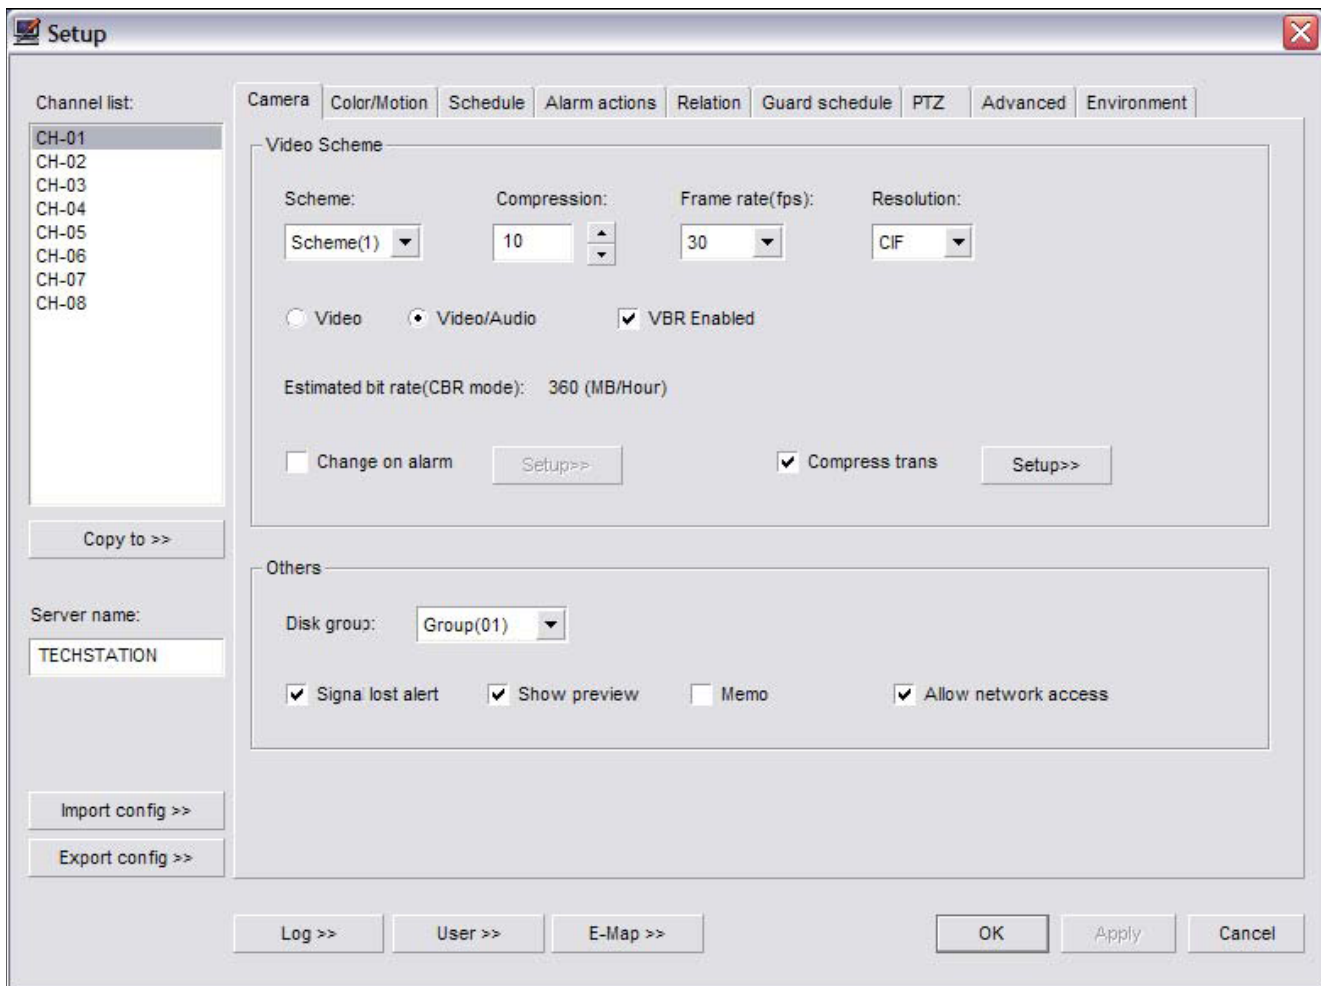 Setup
Channel list:
CH-01
CH-02
CH-03
CH-04
CH-05
CH-06
CH-07
CH-08
Copy to >>
Server name:
TECHSTATION
Import config >>
Export config >>
Camera Color/Motion Schedule Alarm actions Relation Guard schedule PTZ Advanced Environment
Video Scheme
Scheme: Compression: Frame rate(fps): Resolution:
Scheme(1) 10 30 CIF
Video Video/Audio VBR Enabled
Estimated bit rate(CBR mode): 360 (MB/Hour)
Change on alarm Setup>> Compress trans Setup>>
Others
Disk group: Group(01)
Signal lost alert Show preview Memo Allow network access
Log >> User >> E-Map >> OK Apply Cancel